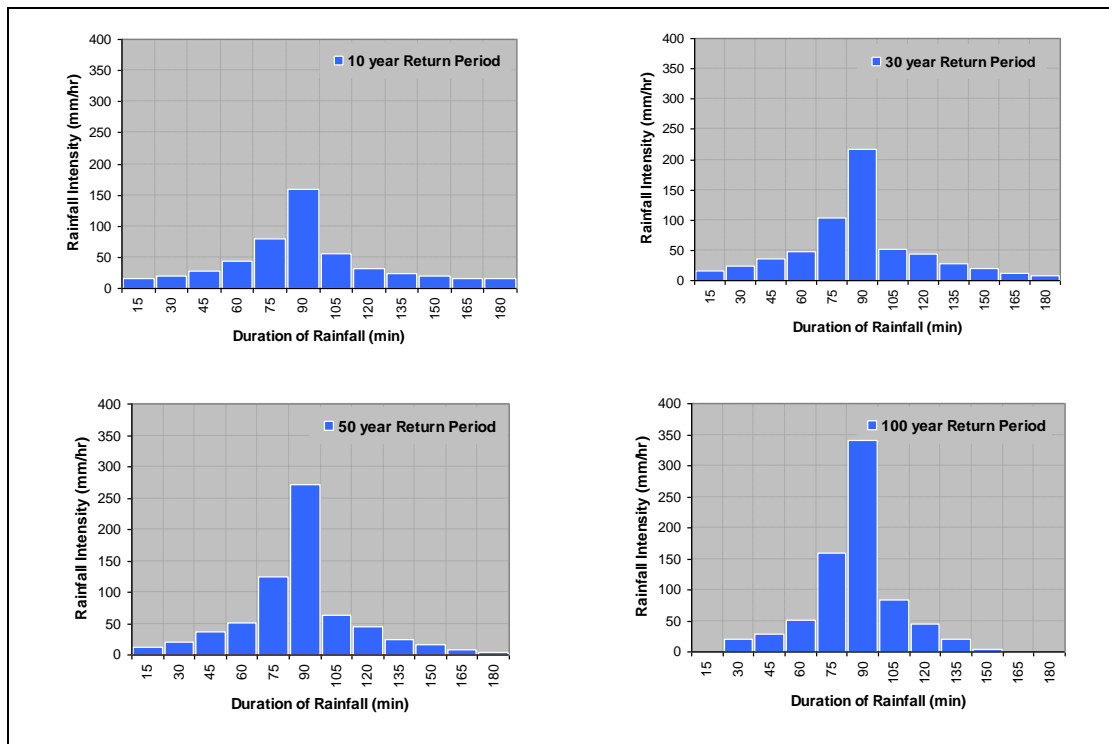 10 year Return Period
Rainfall Intensity (mm/hr)
400
350
300
250
200
150
100
50
0
15 30 45 60 75 90 105 120 135 150 165 180
Duration of Rainfall (min)
30 year Return Period
Rainfall Intensity (mm/hr)
400
350
300
250
200
150
100
50
0
15 30 45 60 75 90 105 120 135 150 165 180
Duration of Rainfall (min)
50 year Return Period
Rainfall Intensity (mm/hr)
400
350
300
250
200
150
100
50
0
15 30 45 60 75 90 105 120 135 150 165 180
Duration of Rainfall (min)
100 year Return Period
Rainfall Intensity (mm/hr)
400
350
300
250
200
150
100
50
0
15 30 45 60 75 90 105 120 135 150 165 180
Duration of Rainfall (min)